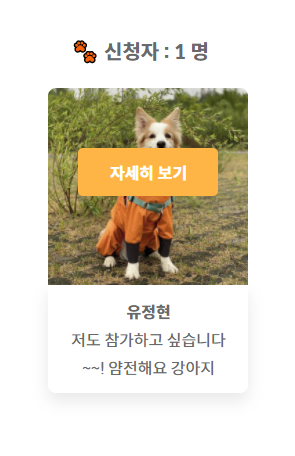 신청자 : 1 명
자세히 보기
유정현
저도 참가하고 싶습니다
~~! 얌전해요 강아지